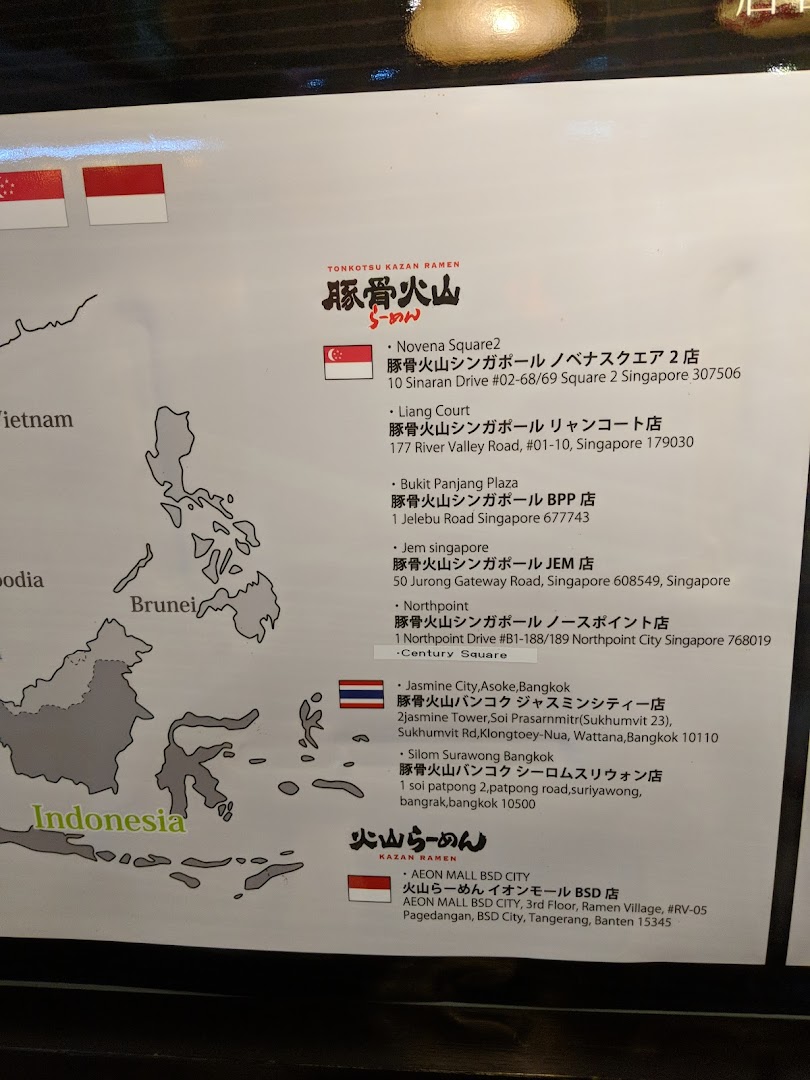 TONKOTSU KAZAN RAMEN
豚骨火山
らーめん
・Novena Square2
豚骨火山シンガポール ノベナスクエア 2 店
10 Sinaran Drive #02-68/69 Square 2 Singapore 307506
・Liang Court
豚骨火山シンガポール リャンコート店
177 River Valley Road, #01-10, Singapore 179030
・Bukit Panjang Plaza
豚骨火山シンガポール BPP 店
1 Jelebu Road Singapore 677743
・Jem singapore
豚骨火山シンガポール JEM 店
50 Jurong Gateway Road, Singapore 608549, Singapore
・Northpoint
豚骨火山シンガポール ノースポイント店
1 Northpoint Drive #B1-188/189 Northpoint City Singapore 768019
・Century Square
・Jasmine City,Asoke,Bangkok
豚骨火山バンコク ジャスミンシティー店
2jasmine Tower,Soi Prasarnmitr(Sukhumvit 23),
Sukhumvit Rd,Klongtoey-Nua, Wattana,Bangkok 10110
・Silom Surawong Bangkok
豚骨火山バンコク シーロムスリウォン店
1 soi patpong 2,patpong road,suriyawong,
bangrak,bangkok 10500
火山らーめん
KAZAN RAMEN
・AEON MALL BSD CITY
火山らーめん イオンモール BSD 店
AEON MALL BSD CITY, 3rd Floor, Ramen Village, #RV-05
Pagedangan, BSD City, Tangerang, Banten 15345
ietnam
odia
Brunei
Indonesia